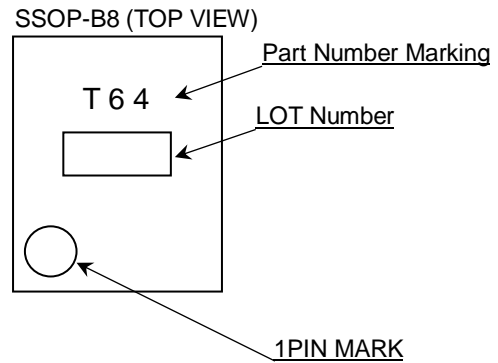 SSOP-B8 (TOP VIEW)
Part Number Marking
T 6 4
LOT Number
1PIN MARK